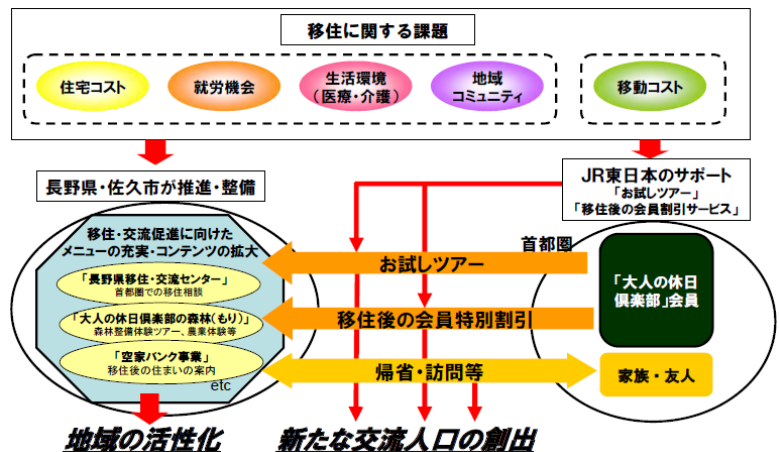 移住に関する課題
住宅コスト
就労機会
生活環境
（医療・介護）
地域
コミュニティ
移動コスト
長野県・佐久市が推進・整備
JR東日本のサポート
「お試しツアー」
「移住後の会員割引サービス」
移住・交流促進に向けた
メニューの充実・コンテンツの拡大
「長野県移住・交流センター」
首都圏での移住相談
「大人の休日倶楽部の森林（もり）」
森林整備体験ツアー、農業体験等
「空家バンク事業」
移住後の住まいの案内
etc
首都圏
お試しツアー
移住後の会員特別割引
帰省・訪問等
「大人の休日
倶楽部」会員
家族・友人
地域の活性化
新たな交流人口の創出